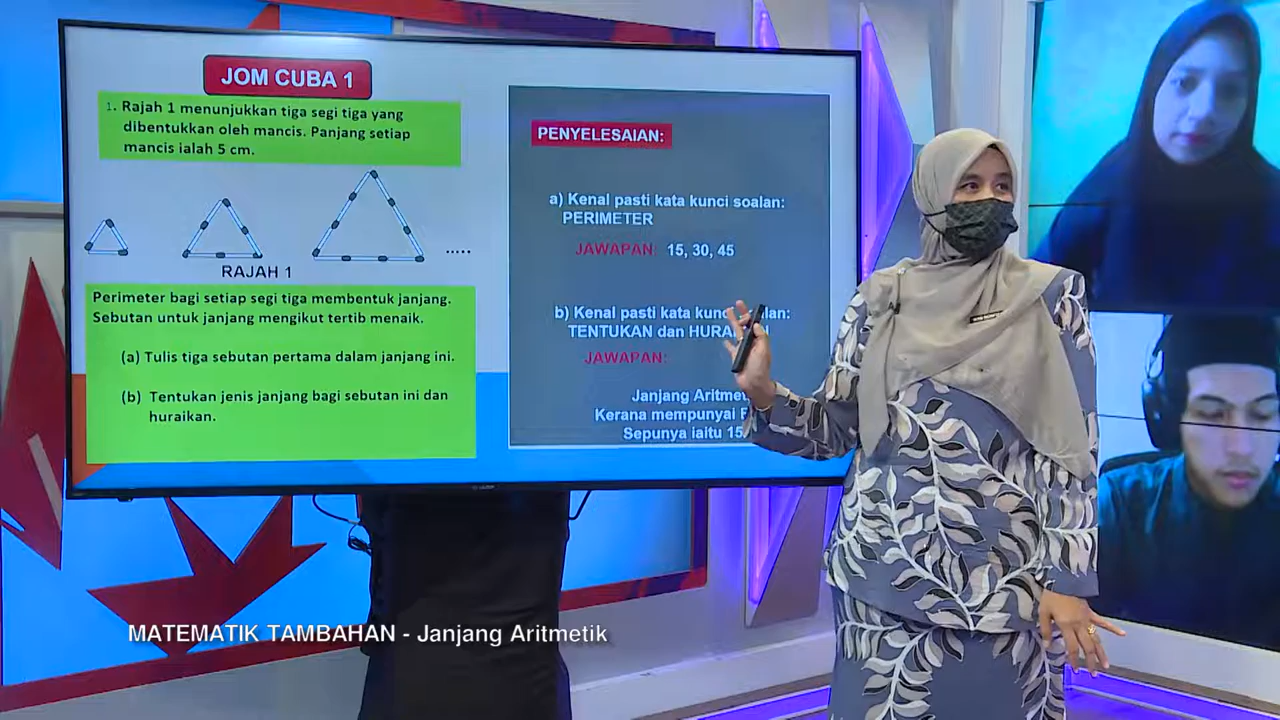 JOM CUBA 1
1. Rajah 1 menunjukkan tiga segi tiga yang
dibentukkan oleh mancis. Panjang setiap
mancis ialah 5 cm.
.....
RAJAH 1
Perimeter bagi setiap segi tiga membentuk janjang.
Sebutan untuk janjang mengikut tertib menaik.
(a) Tulis tiga sebutan pertama dalam janjang ini.
(b) Tentukan jenis janjang bagi sebutan ini dan
huraikan.
PENYELESAIAN:
a) Kenal pasti kata kunci soalan:
PERIMETER
JAWAPAN: 15, 30, 45
b) Kenal pasti kata
TENTUKAN dan
JAWAPAN:
Janjang
Kerana mempunyai
Sepunya iaitu 15
MATEMATIK TAMBAHAN - Janjang Aritmetik